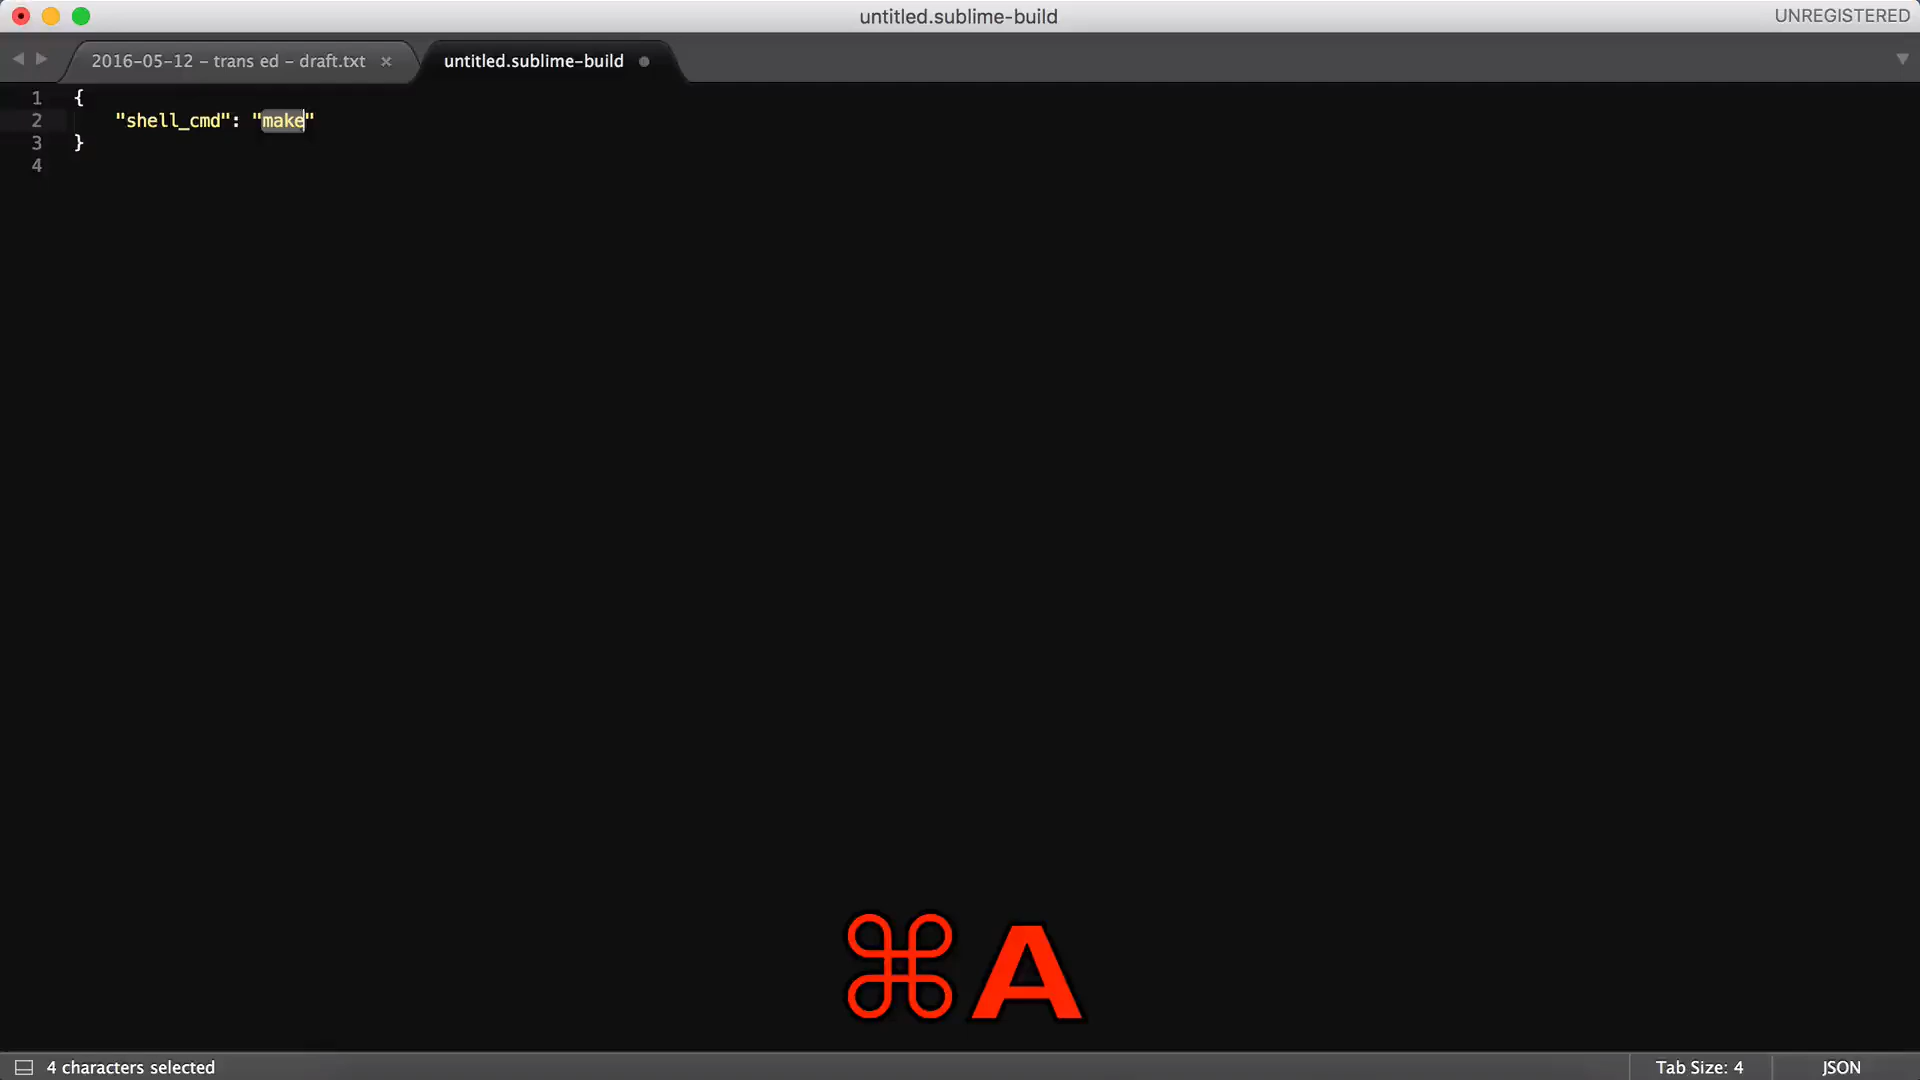 untitled.sublime-build
UNREGISTERED
2016-05-12 – trans ed – draft.txt ×
untitled.sublime-build
1 {
2     "shell_cmd": "make"
3 }
4
⌘A
4 characters selected
Tab Size: 4
JSON